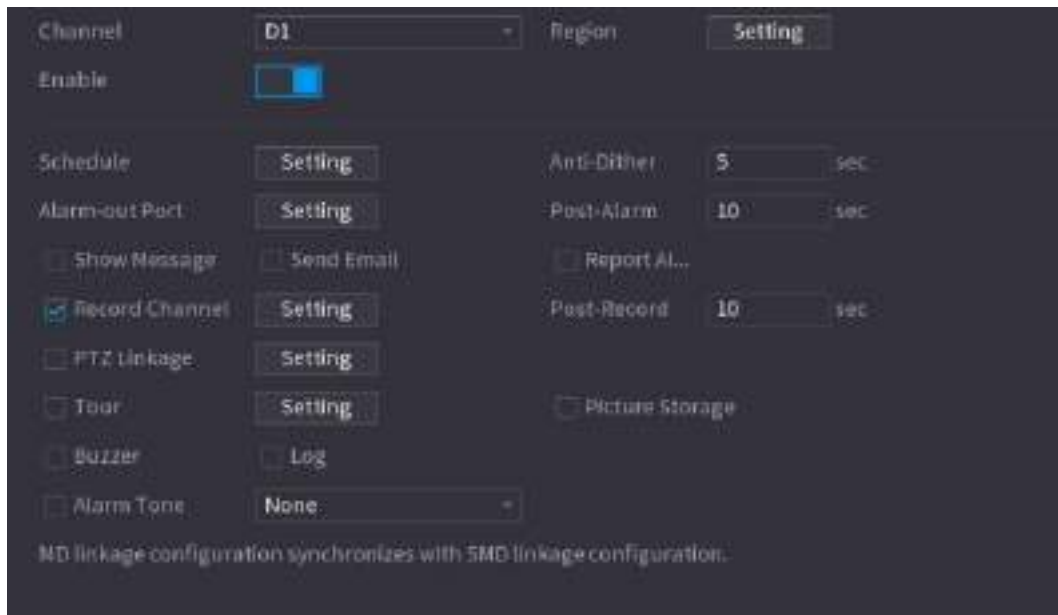 Channel D1 Region Setting
Enable
Schedule Setting Anti-Dither 5 sec
Alarm-out Port Setting Post-Alarm 10 sec
Show Message Send Email Report Al...
Record Channel Setting Post-Record 10 sec
PTZ Linkage Setting
Tour Setting Picture Storage
Buzzer Log
Alarm Tone None
MD linkage configuration synchronizes with SMD linkage configuration.